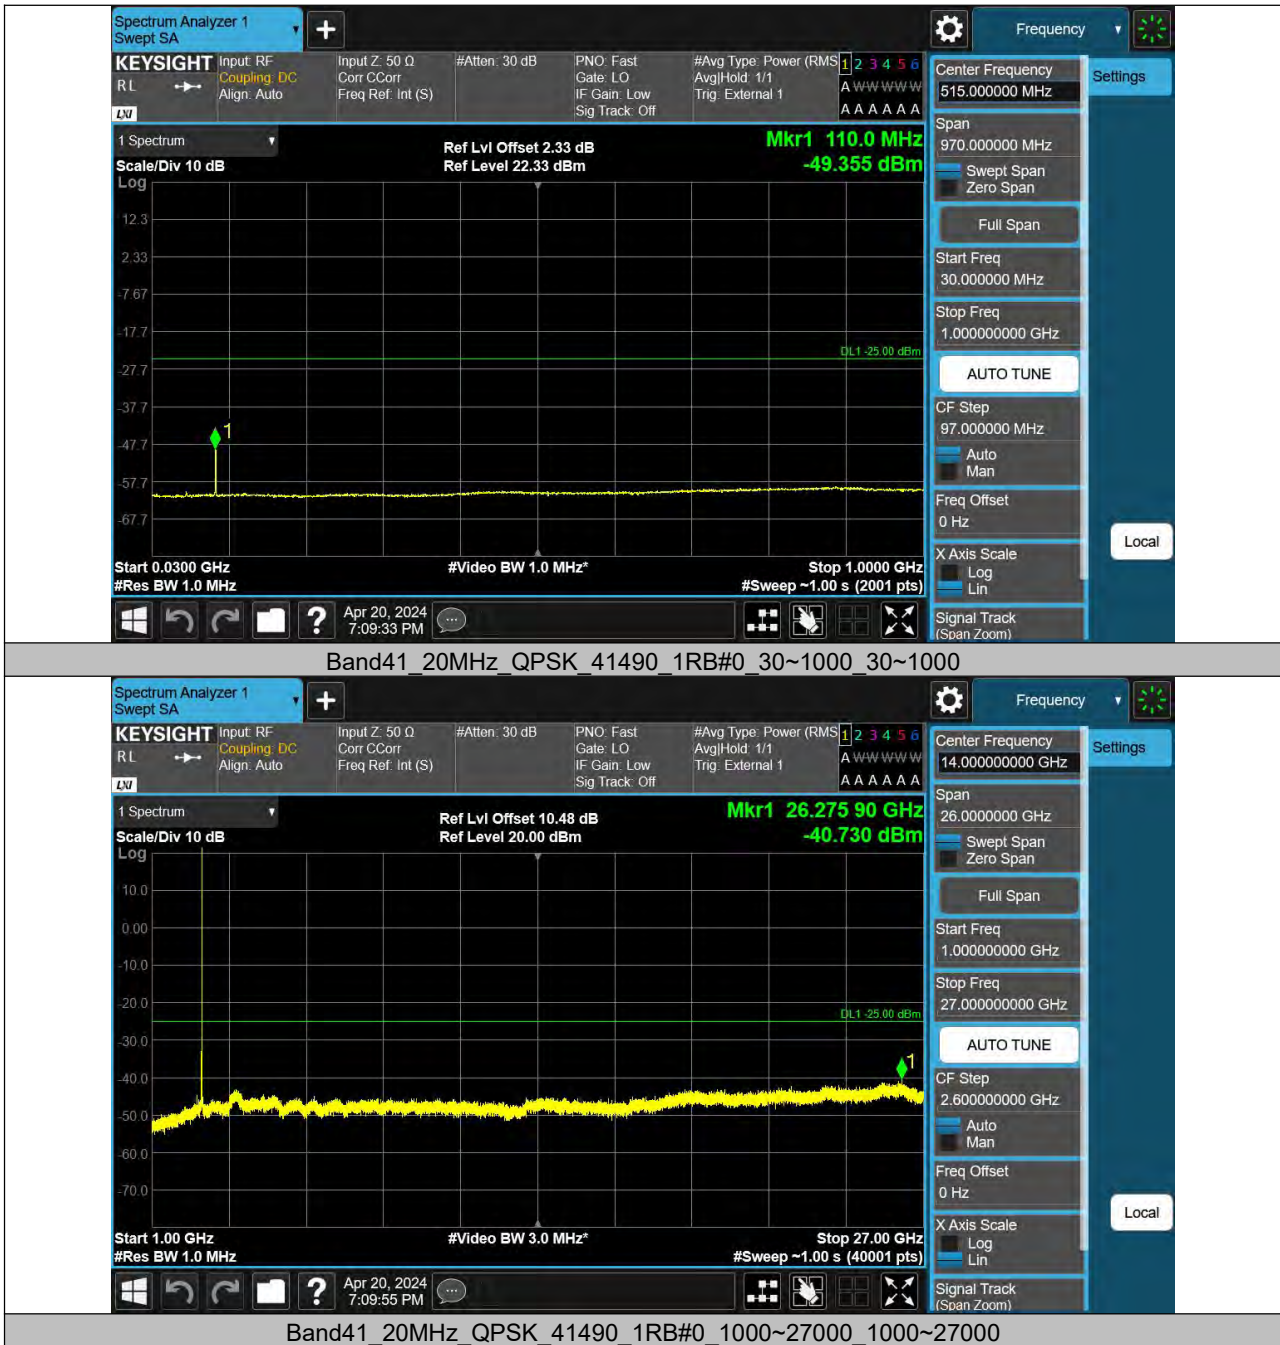 Spectrum Analyzer 1
Swept SA
+
Frequency
KEYSIGHT
RL
LXI
Input: RF
Coupling: DC
Align: Auto
Input Z: 50 Ω
Corr CCorr
Freq Ref: Int (S)
#Atten: 30 dB
PNO: Fast
Gate: LO
IF Gain: Low
Sig Track: Off
#Avg Type: Power (RMS
Avg|Hold: 1/1
Trig: External 1
1 2 3 4 5 6
A W W W W W
A A A A A A
Center Frequency
515.000000 MHz
Settings
1 Spectrum
Scale/Div 10 dB
Log
Ref Lvl Offset 2.33 dB
Ref Level 22.33 dBm
Mkr1 110.0 MHz
-49.355 dBm
Span
970.000000 MHz
Swept Span
Zero Span
Full Span
Start Freq
30.000000 MHz
Stop Freq
1.000000000 GHz
AUTO TUNE
CF Step
97.000000 MHz
Auto
Man
Freq Offset
0 Hz
X Axis Scale
Log
Lin
Signal Track
(Span Zoom)
Local
12.3
2.33
-7.67
-17.7
DL1 -25.00 dBm
-27.7
-37.7
1
-47.7
-57.7
-67.7
Start 0.0300 GHz
#Video BW 1.0 MHz*
Stop 1.0000 GHz
#Res BW 1.0 MHz
#Sweep ~1.00 s (2001 pts)
?
Apr 20, 2024
7:09:33 PM
Band41_20MHz_QPSK_41490_1RB#0_30~1000_30~1000
Spectrum Analyzer 1
Swept SA
+
Frequency
KEYSIGHT
RL
LXI
Input: RF
Coupling: DC
Align: Auto
Input Z: 50 Ω
Corr CCorr
Freq Ref: Int (S)
#Atten: 30 dB
PNO: Fast
Gate: LO
IF Gain: Low
Sig Track: Off
#Avg Type: Power (RMS
Avg|Hold: 1/1
Trig: External 1
1 2 3 4 5 6
A W W W W W
A A A A A A
Center Frequency
14.000000000 GHz
Settings
1 Spectrum
Scale/Div 10 dB
Log
Ref Lvl Offset 10.48 dB
Ref Level 20.00 dBm
Mkr1 26.275 90 GHz
-40.730 dBm
Span
26.0000000 GHz
Swept Span
Zero Span
Full Span
Start Freq
1.000000000 GHz
Stop Freq
27.000000000 GHz
AUTO TUNE
CF Step
2.600000000 GHz
Auto
Man
Freq Offset
0 Hz
X Axis Scale
Log
Lin
Signal Track
(Span Zoom)
Local
10.0
0.00
-10.0
-20.0
DL1 -25.00 dBm
-30.0
1
-40.0
-50.0
-60.0
-70.0
Start 1.00 GHz
#Video BW 3.0 MHz*
Stop 27.00 GHz
#Res BW 1.0 MHz
#Sweep ~1.00 s (40001 pts)
?
Apr 20, 2024
7:09:55 PM
Band41_20MHz_QPSK_41490_1RB#0_1000~27000_1000~27000